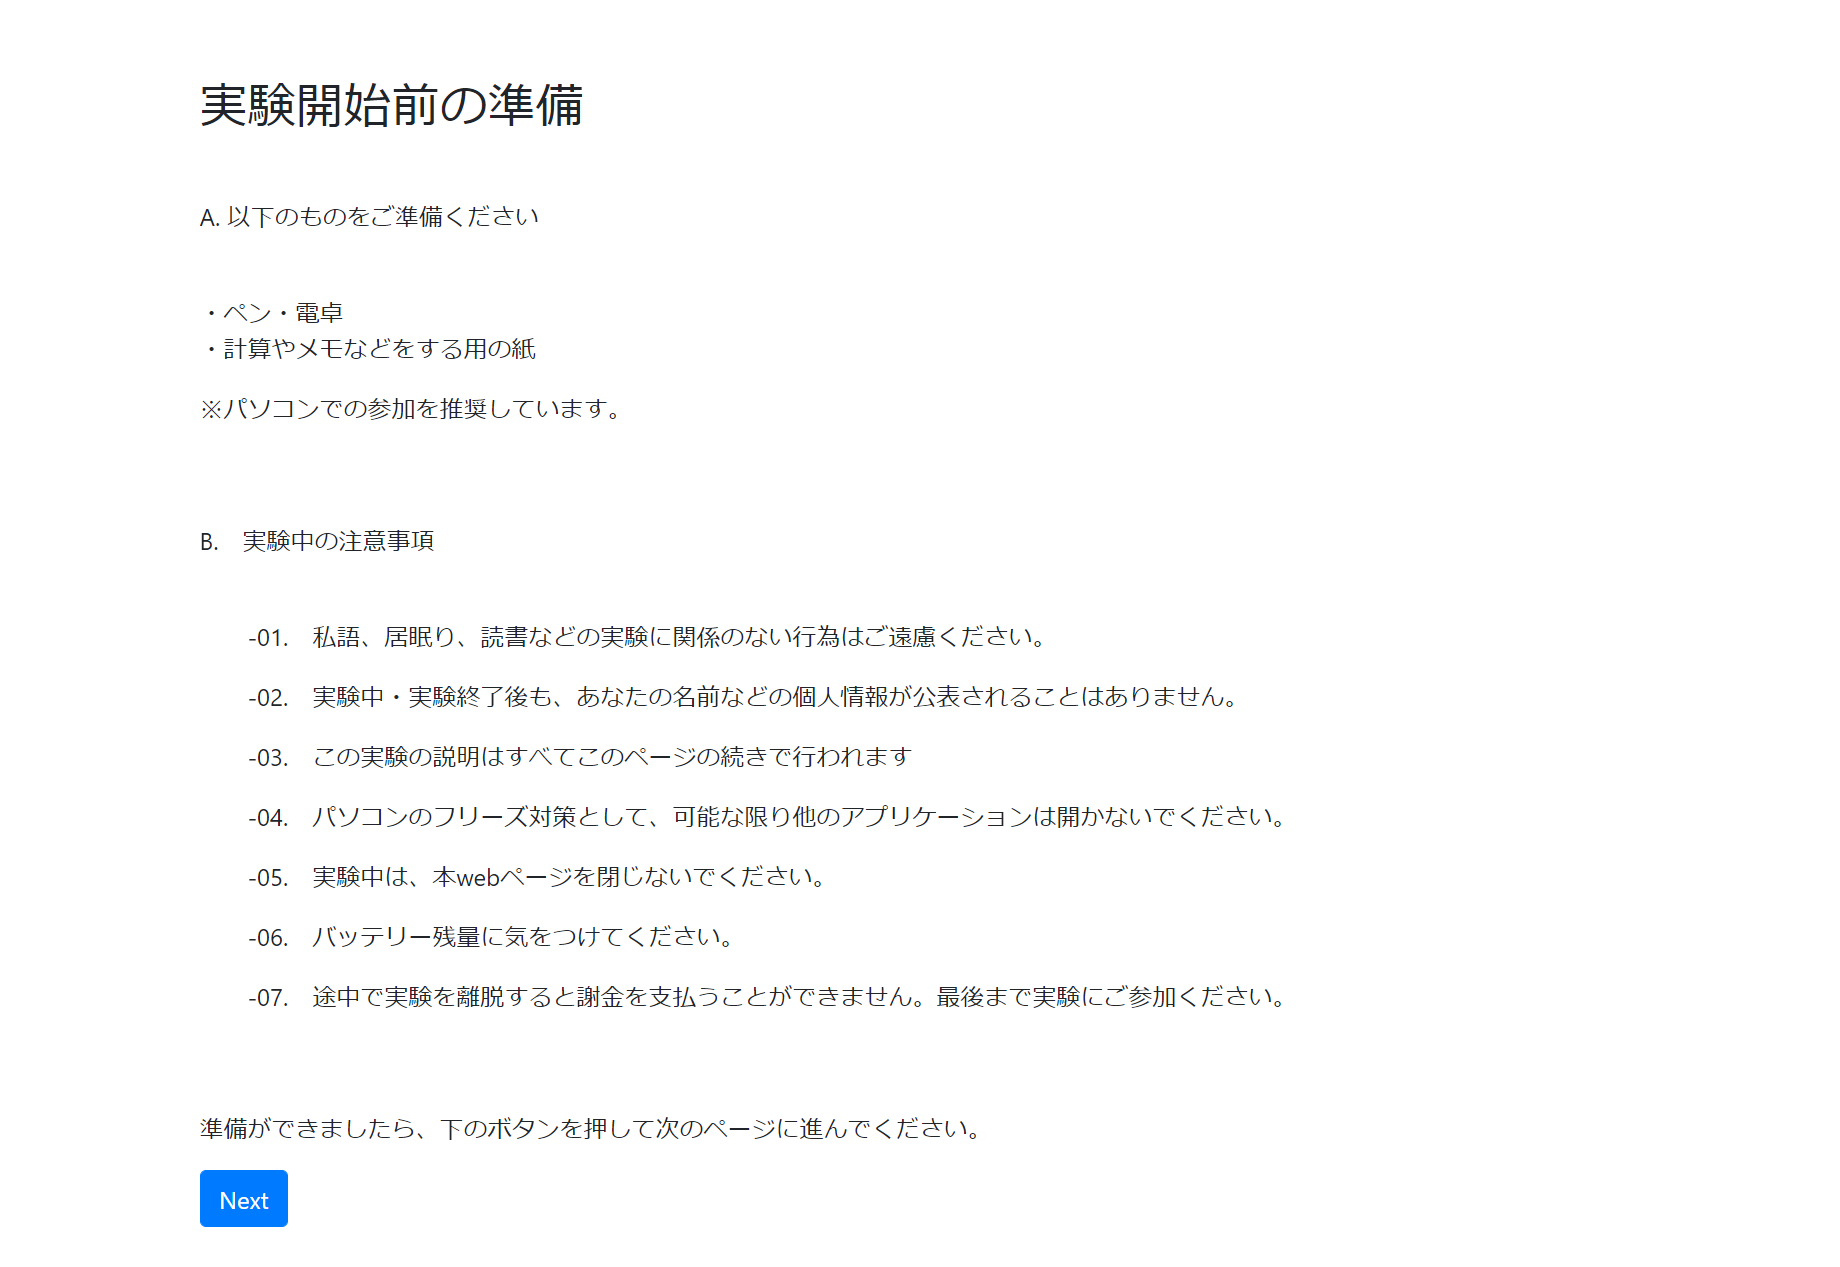 実験開始前の準備
A. 以下のものをご準備ください
・ペン・電卓
・計算やメモなどをする用の紙
※パソコンでの参加を推奨しています。
B.　実験中の注意事項
-01.　私語、居眠り、読書などの実験に関係のない行為はご遠慮ください。
-02.　実験中・実験終了後も、あなたの名前などの個人情報が公表されることはありません。
-03.　この実験の説明はすべてこのページの続きで行われます
-04.　パソコンのフリーズ対策として、可能な限り他のアプリケーションは開かないでください。
-05.　実験中は、本webページを閉じないでください。
-06.　バッテリー残量に気をつけてください。
-07.　途中で実験を離脱すると謝金を支払うことができません。最後まで実験にご参加ください。
準備ができましたら、下のボタンを押して次のページに進んでください。
Next